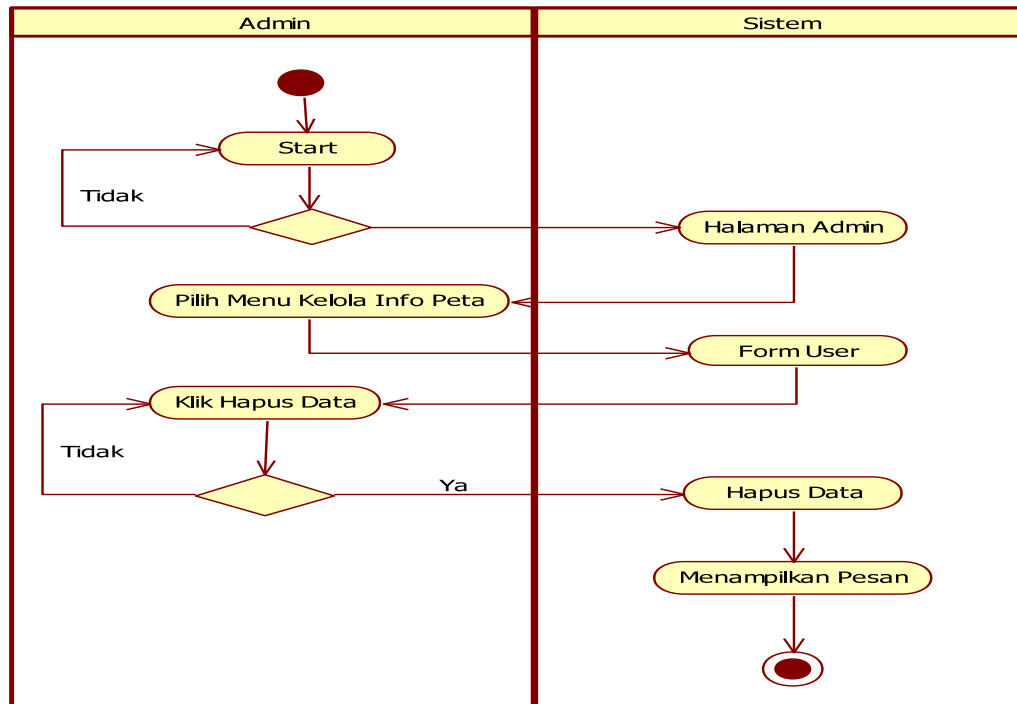 Admin
Sistem
Start
Tidak
Halaman Admin
Pilih Menu Kelola Info Peta
Form User
Klik Hapus Data
Tidak
Ya
Hapus Data
Menampilkan Pesan